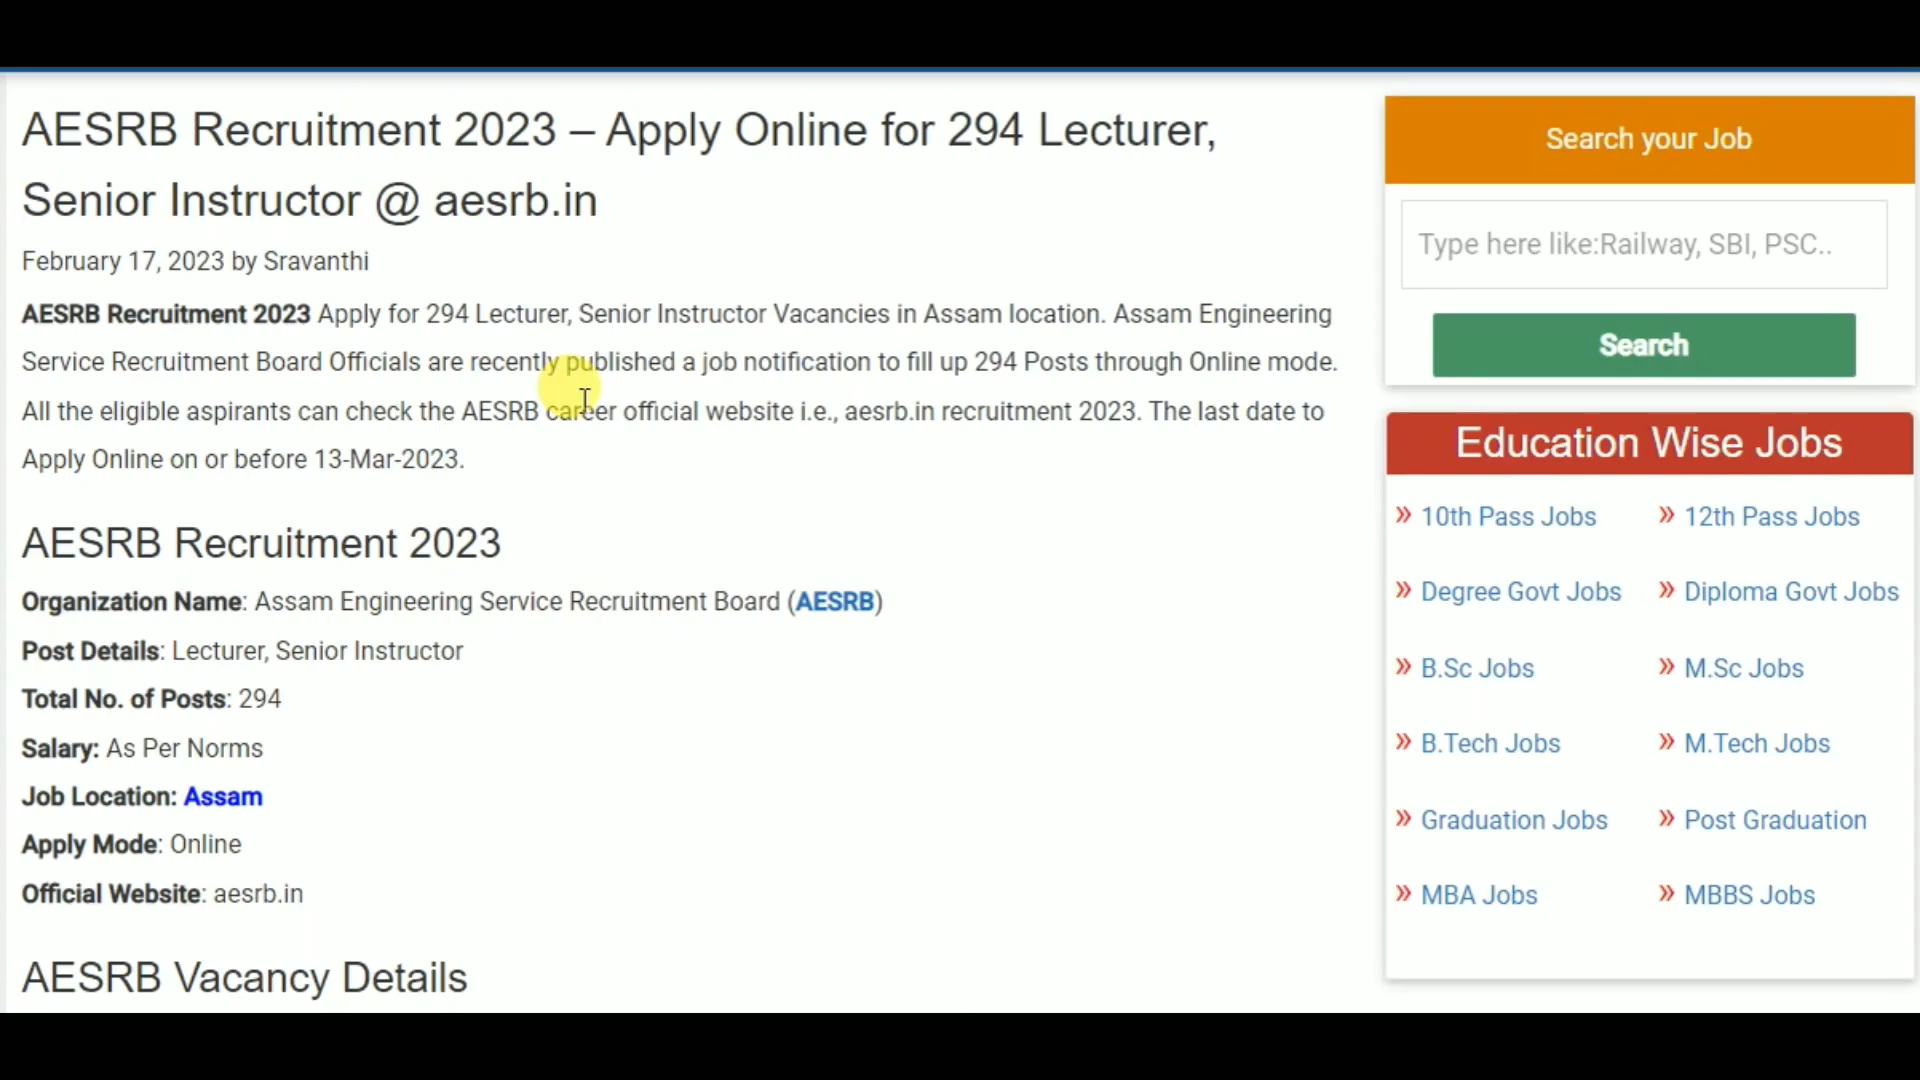 AESRB Recruitment 2023 – Apply Online for 294 Lecturer,
Senior Instructor @ aesrb.in
February 17, 2023 by Sravanthi
AESRB Recruitment 2023 Apply for 294 Lecturer, Senior Instructor Vacancies in Assam location. Assam Engineering
Service Recruitment Board Officials are recently published a job notification to fill up 294 Posts through Online mode.
All the eligible aspirants can check the AESRB career official website i.e., aesrb.in recruitment 2023. The last date to
Apply Online on or before 13-Mar-2023.
AESRB Recruitment 2023
Organization Name: Assam Engineering Service Recruitment Board (AESRB)
Post Details: Lecturer, Senior Instructor
Total No. of Posts: 294
Salary: As Per Norms
Job Location: Assam
Apply Mode: Online
Official Website: aesrb.in
AESRB Vacancy Details
Search your Job
Type here like:Railway, SBI, PSC..
Search
Education Wise Jobs
» 10th Pass Jobs » 12th Pass Jobs
» Degree Govt Jobs » Diploma Govt Jobs
» B.Sc Jobs » M.Sc Jobs
» B.Tech Jobs » M.Tech Jobs
» Graduation Jobs » Post Graduation
» MBA Jobs » MBBS Jobs